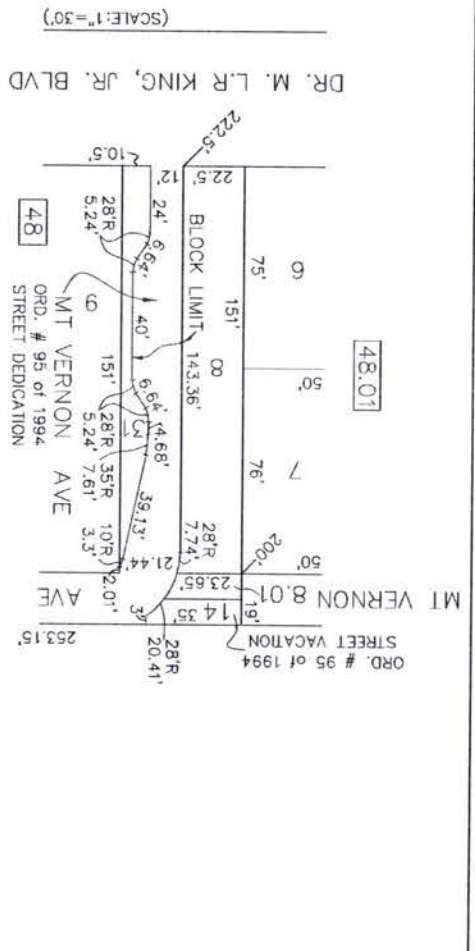 (SCALE:1"=30')
DR. M. L.R KING, JR. BLVD
222.5'
10.5'
12'
22.5'
28'R
5.24'
24'
6.64'
BLOCK LIMIT
75'
6
48
9
40'
151'
8
143.36'
151'
50'
48.01
MT VERNON AVE
ORD. # 95 of 1994
STREET DEDICATION
6.64'
28'R
5.24'
31
4.68'
35'R
7.61'
39.13'
76'
7
10'R
3.3'
21.44'
28'R
7.74'
200'
50'
2.01'
23.65'
8.01
MT VERNON
AVE
3'
14.35'
19'
253.15'
28'R
20.41'
STREET VACATION
ORD. # 95 of 1994